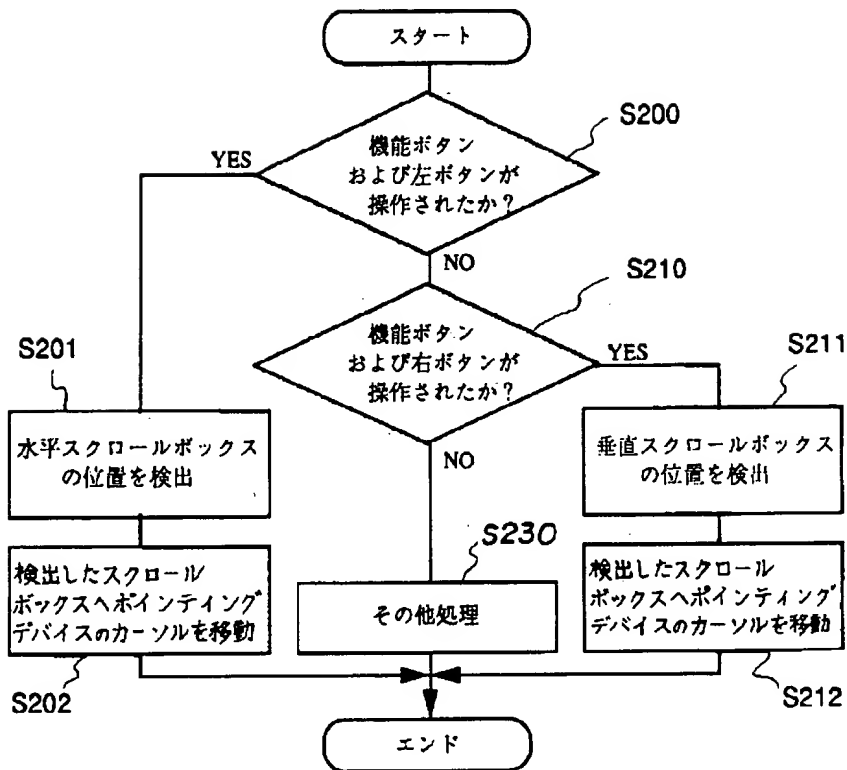 スタート
S200
機能ボタン
および左ボタンが
操作されたか？
YES
NO
S210
機能ボタン
および右ボタンが
操作されたか？
YES
NO
S201
水平スクロールボックス
の位置を検出
S211
垂直スクロールボックス
の位置を検出
S230
検出したスクロール
ボックスへポインティング
デバイスのカーソルを移動
その他処理
検出したスクロール
ボックスへポインティング
デバイスのカーソルを移動
S202
S212
エンド